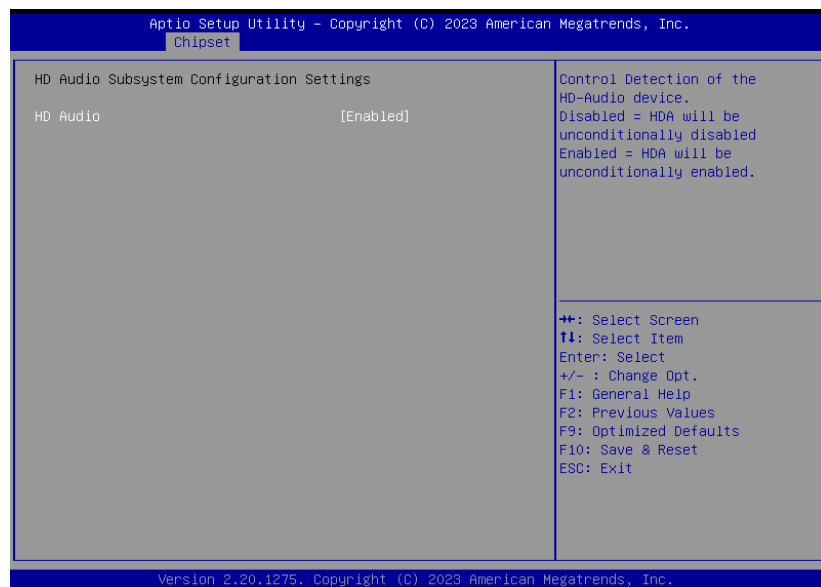 Aptio Setup Utility – Copyright (C) 2023 American Megatrends, Inc.
Chipset
HD Audio Subsystem Configuration Settings
HD Audio [Enabled]
Control Detection of the
HD-Audio device.
Disabled = HDA will be
unconditionally disabled
Enabled = HDA will be
unconditionally enabled.
→←: Select Screen
↑↓: Select Item
Enter: Select
+/- : Change Opt.
F1: General Help
F2: Previous Values
F9: Optimized Defaults
F10: Save & Reset
ESC: Exit
Version 2.20.1275. Copyright (C) 2023 American Megatrends, Inc.